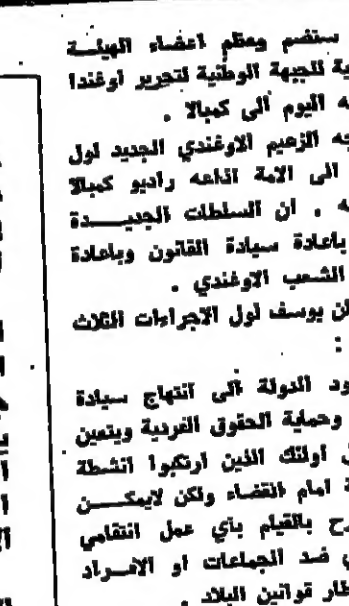 ستضم ومعظم اعضاء الهيئة
ية للجبهة الوطنية لتحرير اوغندا
ه اليوم الى كمبالا .
جه الزعيم الاوغندي الجديد لول
الى الامة اذاعه راديو كمبالا
ه . ان السلطات الجديدة
باعادة سيادة القانون وباعادة
الشعب الاوغندي .
ن يوسف لول الاجراءات الثلاث
:
ود الدولة الى انتهاج سيادة
وحماية الحقوق الفردية ويتعين
اولئك الذين ارتكبوا انشطة
ة امام القضاء ولكن لايمكن
رح بالقيام بأي عمل انتقامي
ي ضد الجماعات او الافراد
طار قوانين البلاد .